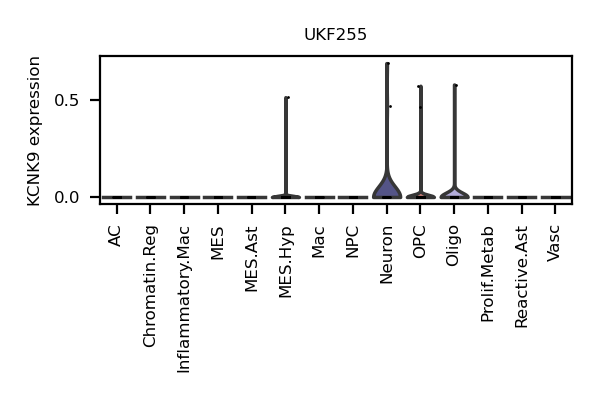 UKF255
KCNK9 expression
0.5
0.0
AC
Chromatin.Reg
Inflammatory.Mac
MES
MES.Ast
MES.Hyp
Mac
NPC
Neuron
OPC
Oligo
Prolif.Metab
Reactive.Ast
Vasc